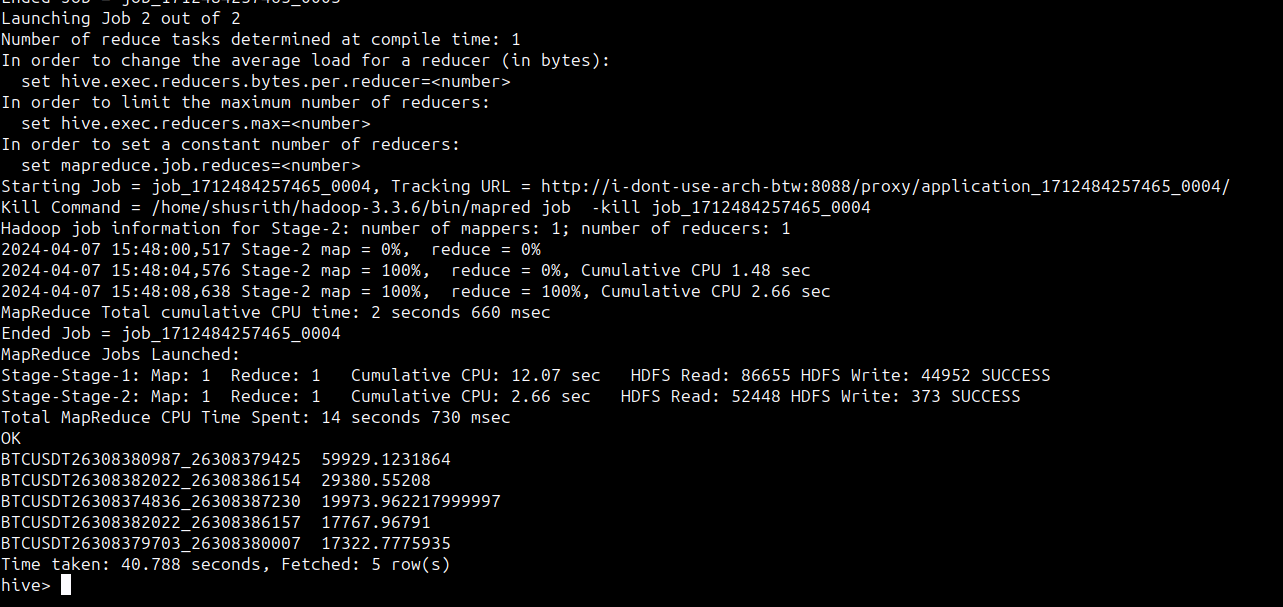 Ended Job = job_1712484257465_0003
Launching Job 2 out of 2
Number of reduce tasks determined at compile time: 1
In order to change the average load for a reducer (in bytes):
  set hive.exec.reducers.bytes.per.reducer=<number>
In order to limit the maximum number of reducers:
  set hive.exec.reducers.max=<number>
In order to set a constant number of reducers:
  set mapreduce.job.reduces=<number>
Starting Job = job_1712484257465_0004, Tracking URL = http://i-dont-use-arch-btw:8088/proxy/application_1712484257465_0004/
Kill Command = /home/shusrith/hadoop-3.3.6/bin/mapred job  -kill job_1712484257465_0004
Hadoop job information for Stage-2: number of mappers: 1; number of reducers: 1
2024-04-07 15:48:00,517 Stage-2 map = 0%,  reduce = 0%
2024-04-07 15:48:04,576 Stage-2 map = 100%,  reduce = 0%, Cumulative CPU 1.48 sec
2024-04-07 15:48:08,638 Stage-2 map = 100%,  reduce = 100%, Cumulative CPU 2.66 sec
MapReduce Total cumulative CPU time: 2 seconds 660 msec
Ended Job = job_1712484257465_0004
MapReduce Jobs Launched:
Stage-Stage-1: Map: 1  Reduce: 1   Cumulative CPU: 12.07 sec   HDFS Read: 86655 HDFS Write: 44952 SUCCESS
Stage-Stage-2: Map: 1  Reduce: 1   Cumulative CPU: 2.66 sec   HDFS Read: 52448 HDFS Write: 373 SUCCESS
Total MapReduce CPU Time Spent: 14 seconds 730 msec
OK
BTCUSDT26308380987_26308379425  59929.1231864
BTCUSDT26308382022_26308386154  29380.55208
BTCUSDT26308374836_26308387230  19973.962217999997
BTCUSDT26308382022_26308386157  17767.96791
BTCUSDT26308379703_26308380007  17322.7775935
Time taken: 40.788 seconds, Fetched: 5 row(s)
hive>